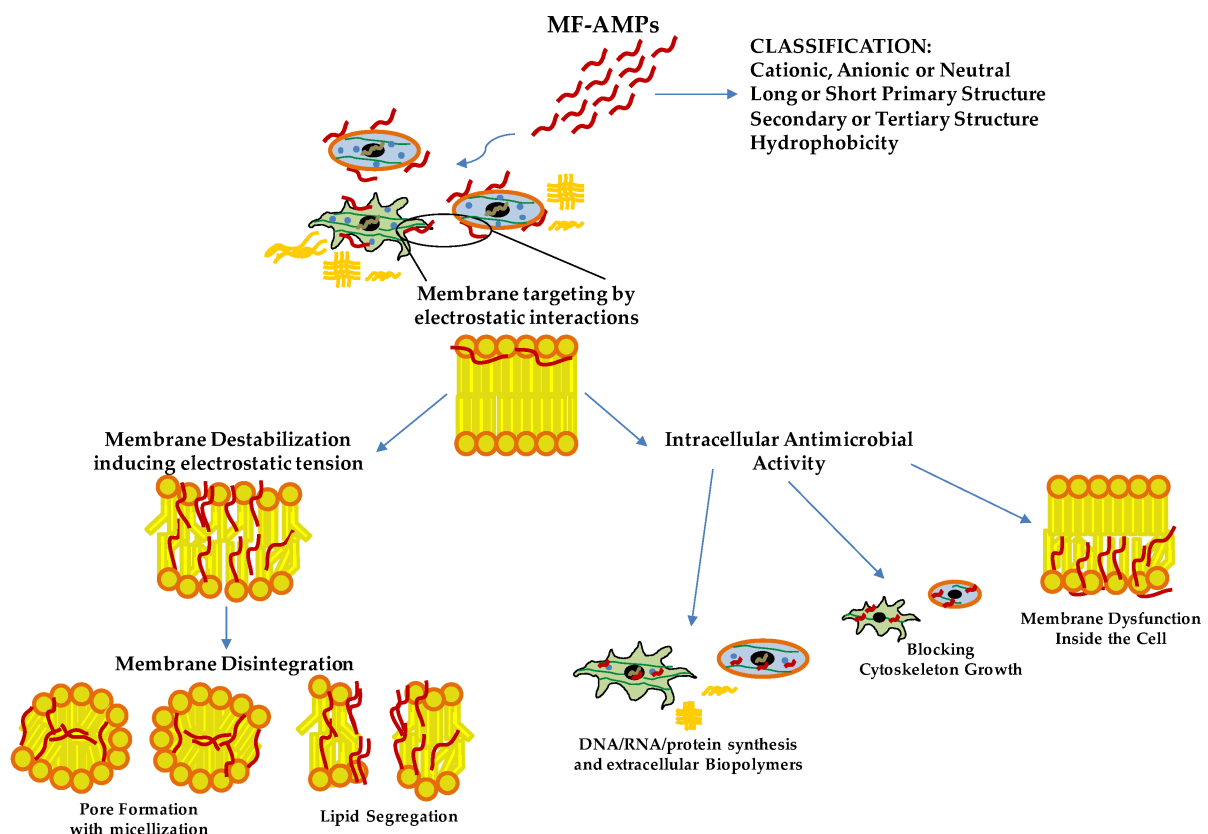 MF-AMPs
CLASSIFICATION:
Cationic, Anionic or Neutral
Long or Short Primary Structure
Secondary or Tertiary Structure
Hydrophobicity
Membrane targeting by
electrostatic interactions
Membrane Destabilization
inducing electrostatic tension
Intracellular Antimicrobial
Activity
Membrane Disintegration
Pore Formation
with micellization
Lipid Segregation
DNA/RNA/protein synthesis
and extracellular Biopolymers
Blocking
Cytoskeleton Growth
Membrane Dysfunction
Inside the Cell